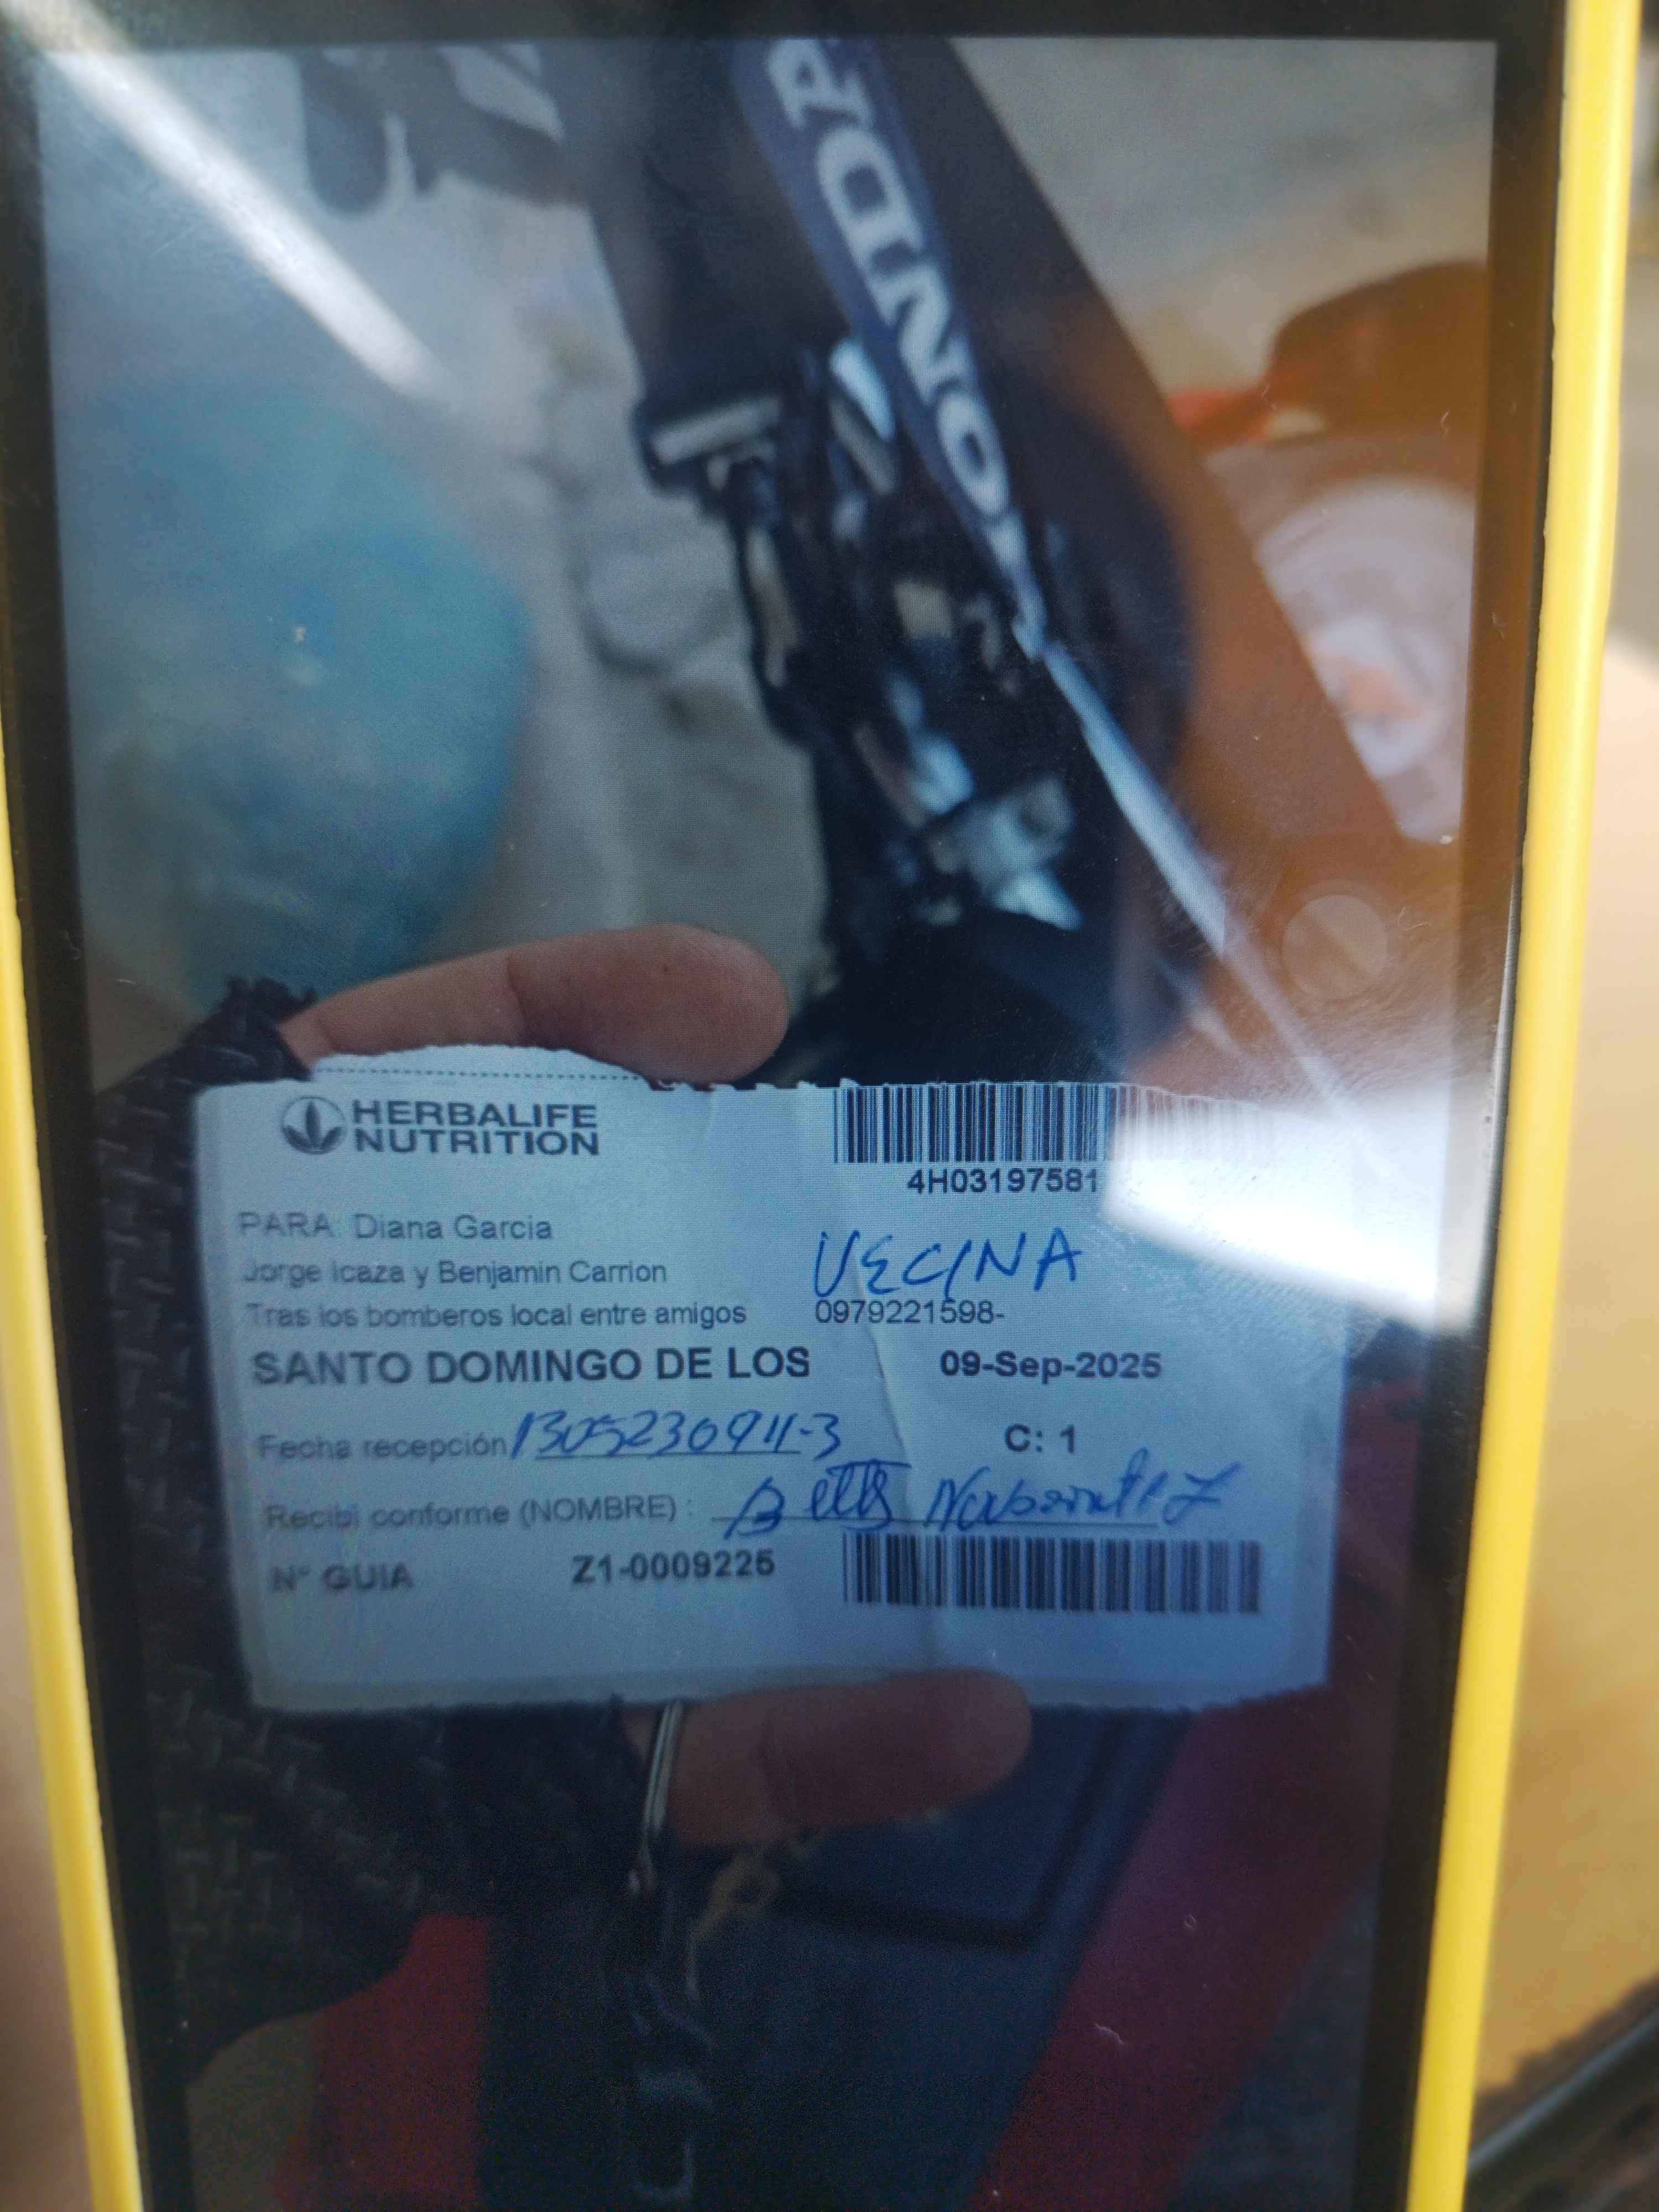 HERBALIFE
NUTRITION
4H03197581
PARA: Diana Garcia
Jorge Icaza y Benjamin Carrion
VECINA
Tras los bomberos local entre amigos 0979221598-
SANTO DOMINGO DE LOS 09-Sep-2025
Fecha recepción 1305230911-3 C: 1
Recibi conforme (NOMBRE) :
N° GUIA Z1-0009225